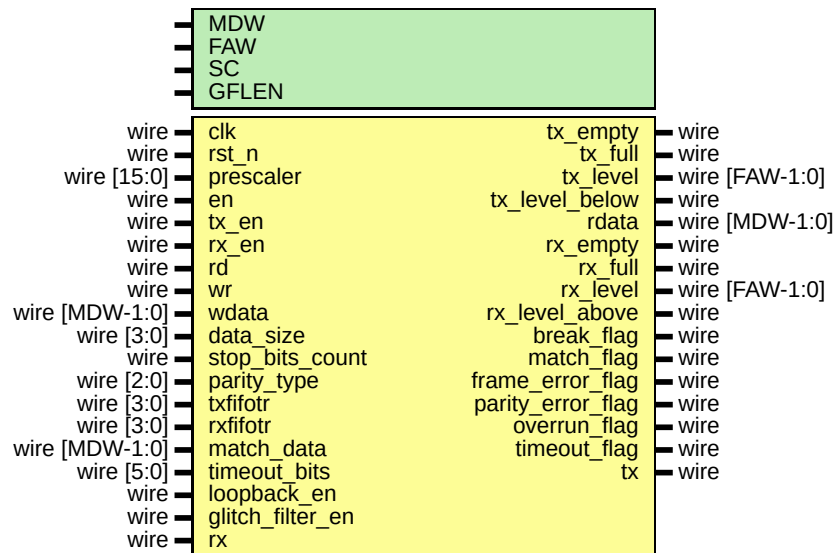 MDW
FAW
SC
GFLEN
wire clk tx_empty wire
wire rst_n tx_full wire
wire [15:0] prescaler tx_level wire [FAW-1:0]
wire en tx_level_below wire
wire tx_en rdata wire [MDW-1:0]
wire rx_en rx_empty wire
wire rd rx_full wire
wire wr rx_level wire [FAW-1:0]
wire [MDW-1:0] wdata rx_level_above wire
wire [3:0] data_size break_flag wire
wire stop_bits_count match_flag wire
wire [2:0] parity_type frame_error_flag wire
wire [3:0] txfifotr parity_error_flag wire
wire [3:0] rxfifotr overrun_flag wire
wire [MDW-1:0] match_data timeout_flag wire
wire [5:0] timeout_bits tx wire
wire loopback_en
wire glitch_filter_en
wire rx